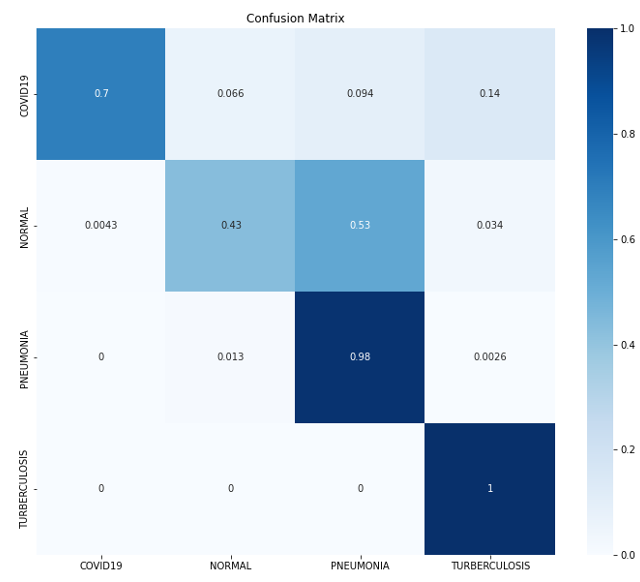 Confusion Matrix
COVID19
0.7 0.066 0.094 0.14
NORMAL
0.0043 0.43 0.53 0.034
PNEUMONIA
0 0.013 0.98 0.0026
TURBERCULOSIS
0 0 0 1
COVID19 NORMAL PNEUMONIA TURBERCULOSIS
1.0
0.8
0.6
0.4
0.2
0.0